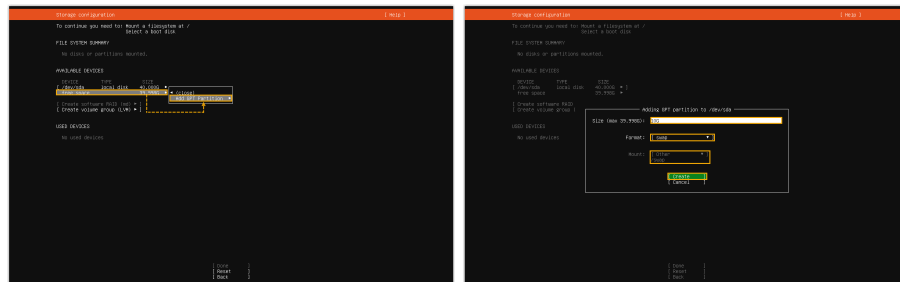 Storage configuration [ Help ]
To continue you need to: Mount a filesystem at /
Select a boot disk
FILE SYSTEM SUMMARY
No disks or partitions mounted.
AVAILABLE DEVICES
DEVICE TYPE SIZE
[ /dev/sda local disk 40.000G ▸
free space 39.998G ▸
◂ (close)
Add GPT Partition ▸
[ Create software RAID (md) ▸ ]
[ Create volume group (LVM) ▸ ]
USED DEVICES
No used devices
[ Done ]
[ Reset ]
[ Back ]
Storage configuration [ Help ]
To continue you need to: Mount a filesystem at /
Select a boot disk
FILE SYSTEM SUMMARY
No disks or partitions mounted.
AVAILABLE DEVICES
DEVICE TYPE SIZE
[ /dev/sda local disk 40.000G ▸ ]
free space 39.998G ▸
[ Create software RAID
[ Create volume group (
Adding GPT partition to /dev/sda
Size (max 39.998G):
USED DEVICES
No used devices
Format: [ swap ▾ ]
Mount: [ Other ▾ ]
[ Create ]
[ Cancel ]
[ Done ]
[ Reset ]
[ Back ]